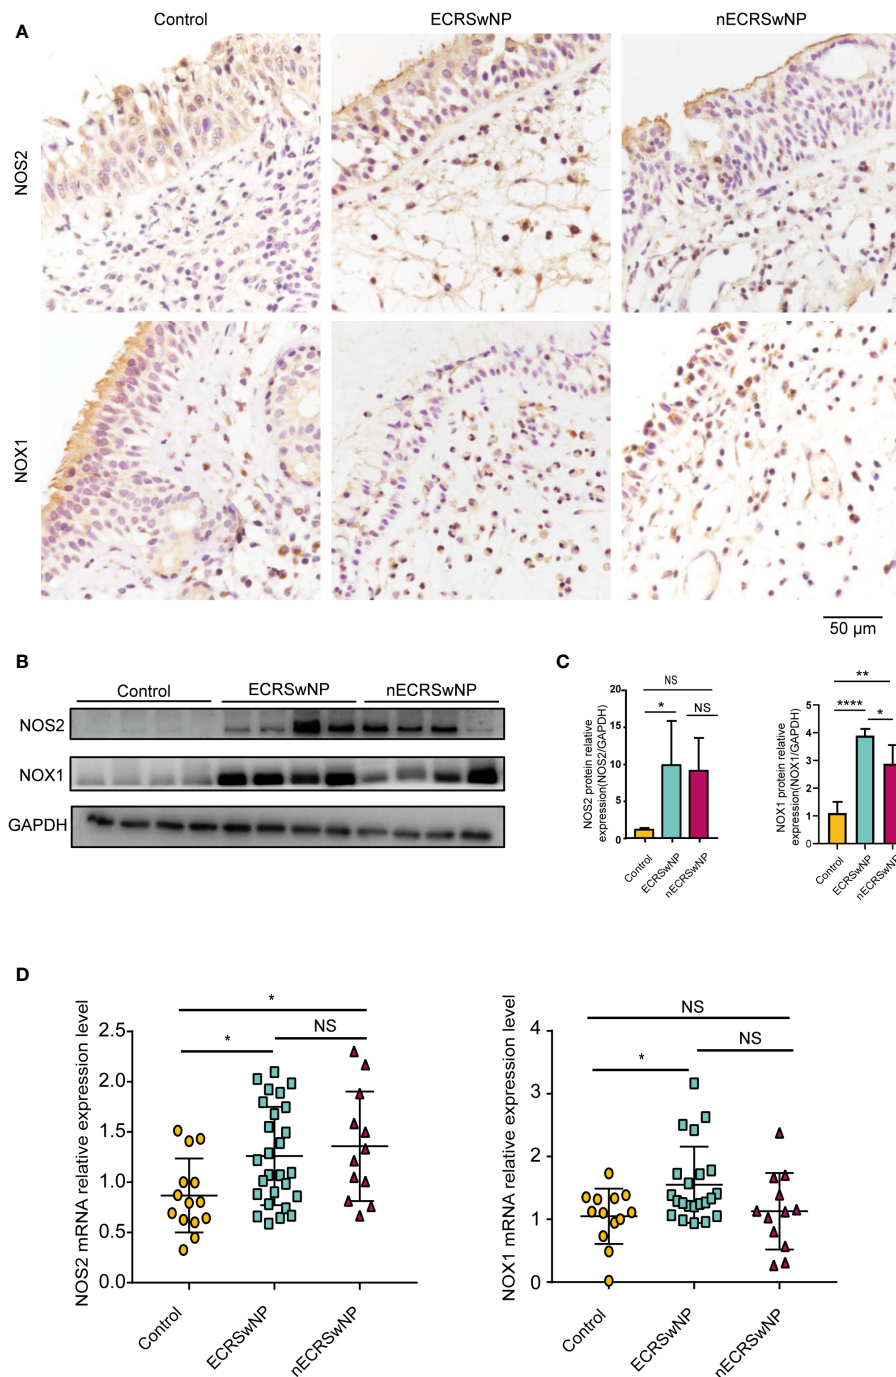 A
Control
ECRSwNP
nECRSwNP
NOS2
NOX1
50 µm
B
Control
ECRSwNP
nECRSwNP
NOS2
NOX1
GAPDH
C
NOS2 protein relative
expression(NOS2/GAPDH)
20
15
10
5
0
NS
*
NS
Control
ECRSwNP
nECRSwNP
NOX1 protein relative
expression(NOX1/GAPDH)
5
4
3
2
1
0
**
****
*
Control
ECRSwNP
nECRSwNP
D
NOS2 mRNA relative expression level
2.5
2.0
1.5
1.0
0.5
0.0
*
*
NS
Control
ECRSwNP
nECRSwNP
NOX1 mRNA relative expression level
4
3
2
1
0
NS
*
NS
Control
ECRSwNP
nECRSwNP